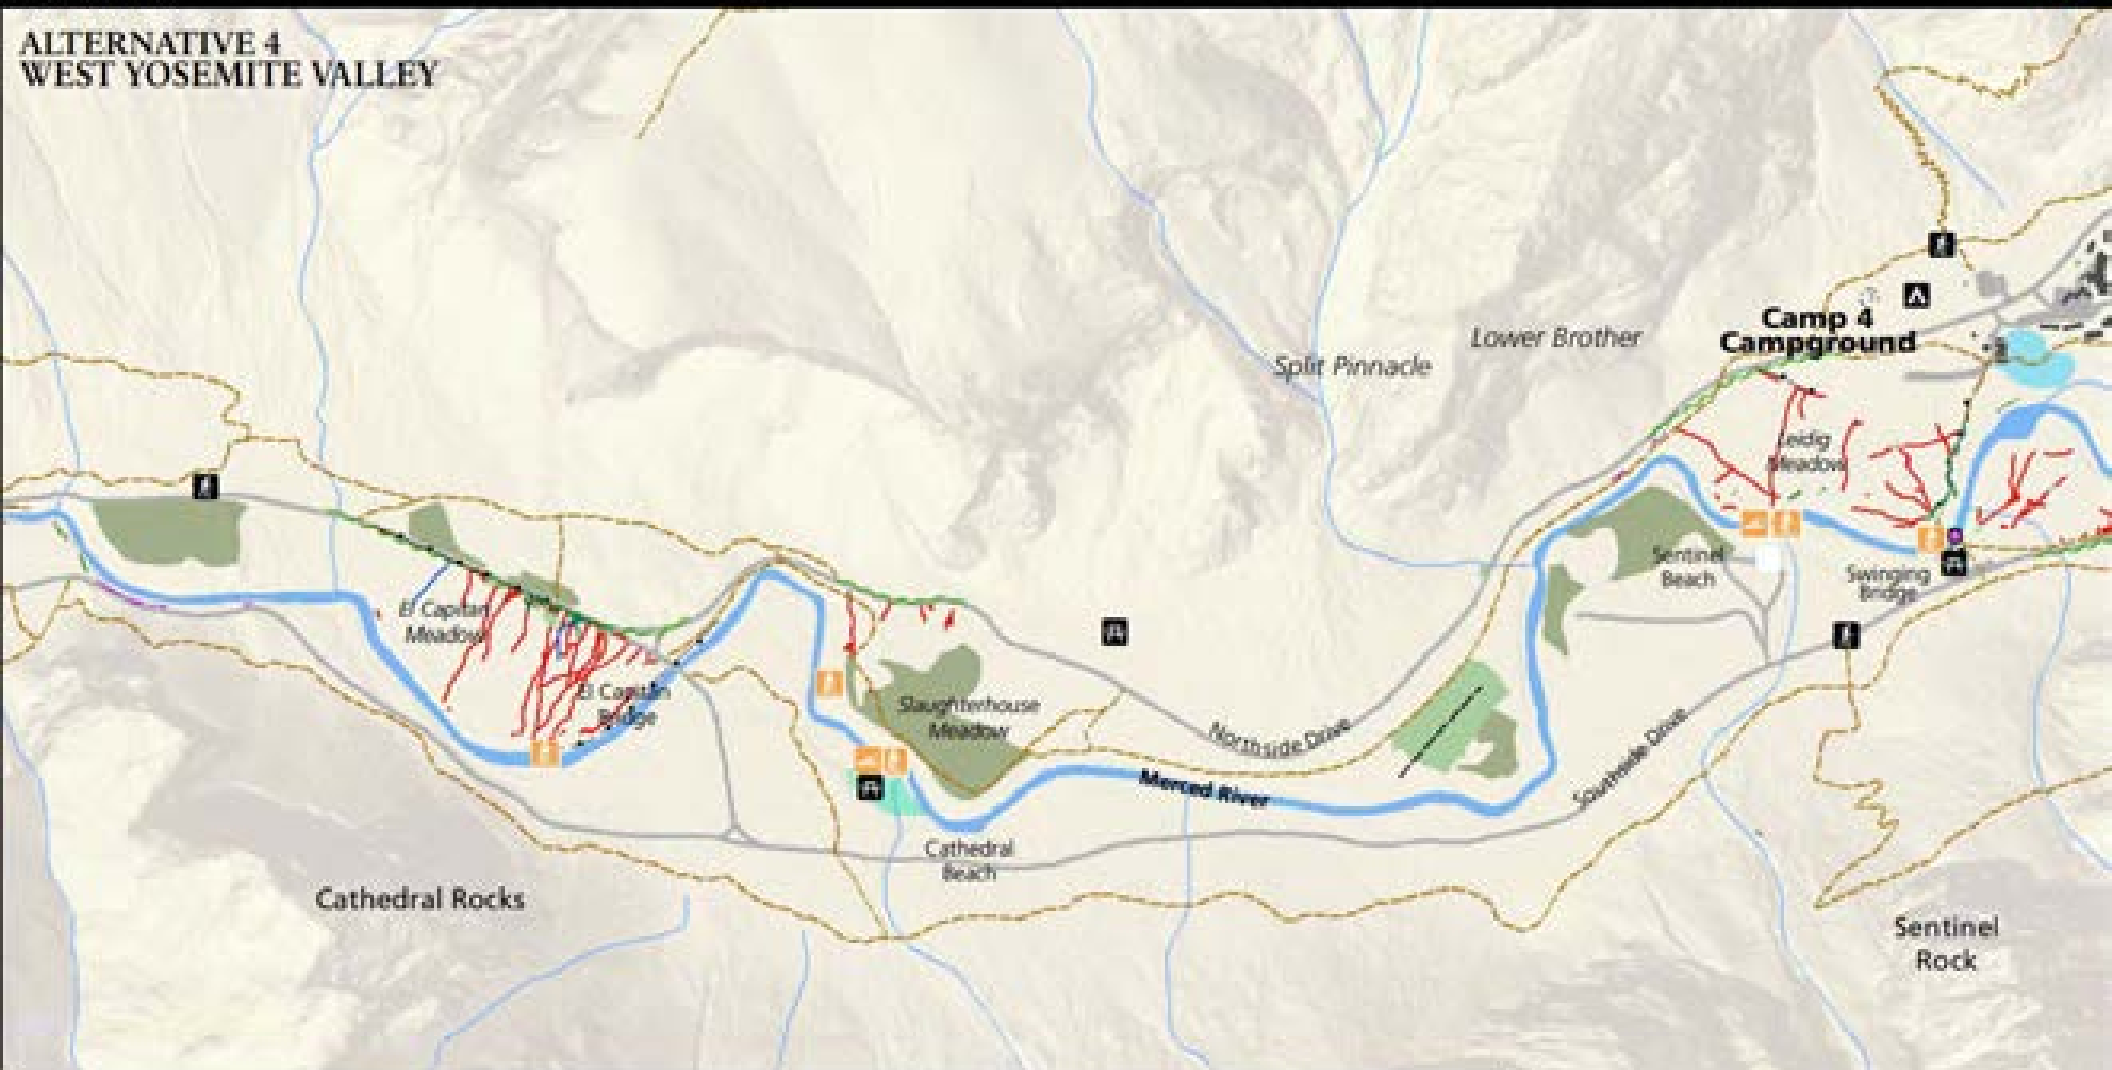 ALTERNATIVE 4
WEST YOSEMITE VALLEY
Camp 4
Campground
Lower Brother
Split Pinnacle
Leidig
Meadow
Sentinel
Beach
Swinging
Bridge
El Capitan
Meadow
El Capitan
Bridge
Slaughterhouse
Meadow
Northside Drive
Merced River
Southside Drive
Cathedral
Beach
Cathedral Rocks
Sentinel
Rock